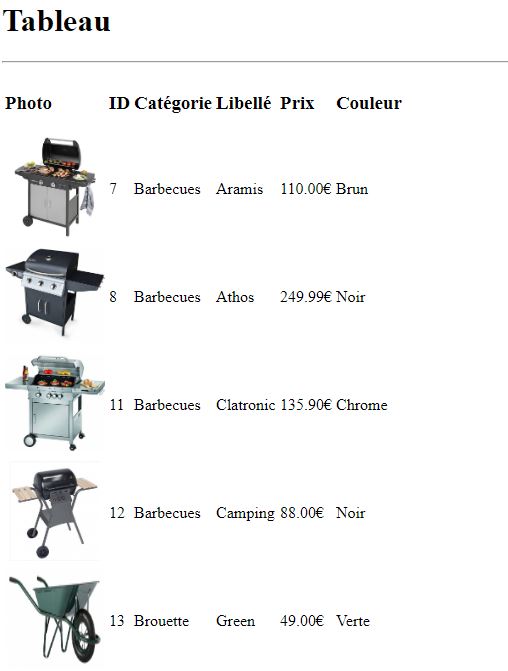 Tableau
Photo ID Catégorie Libellé Prix Couleur
7 Barbecues Aramis 110.00€ Brun
8 Barbecues Athos 249.99€ Noir
11 Barbecues Clatronic 135.90€ Chrome
12 Barbecues Camping 88.00€ Noir
13 Brouette Green 49.00€ Verte